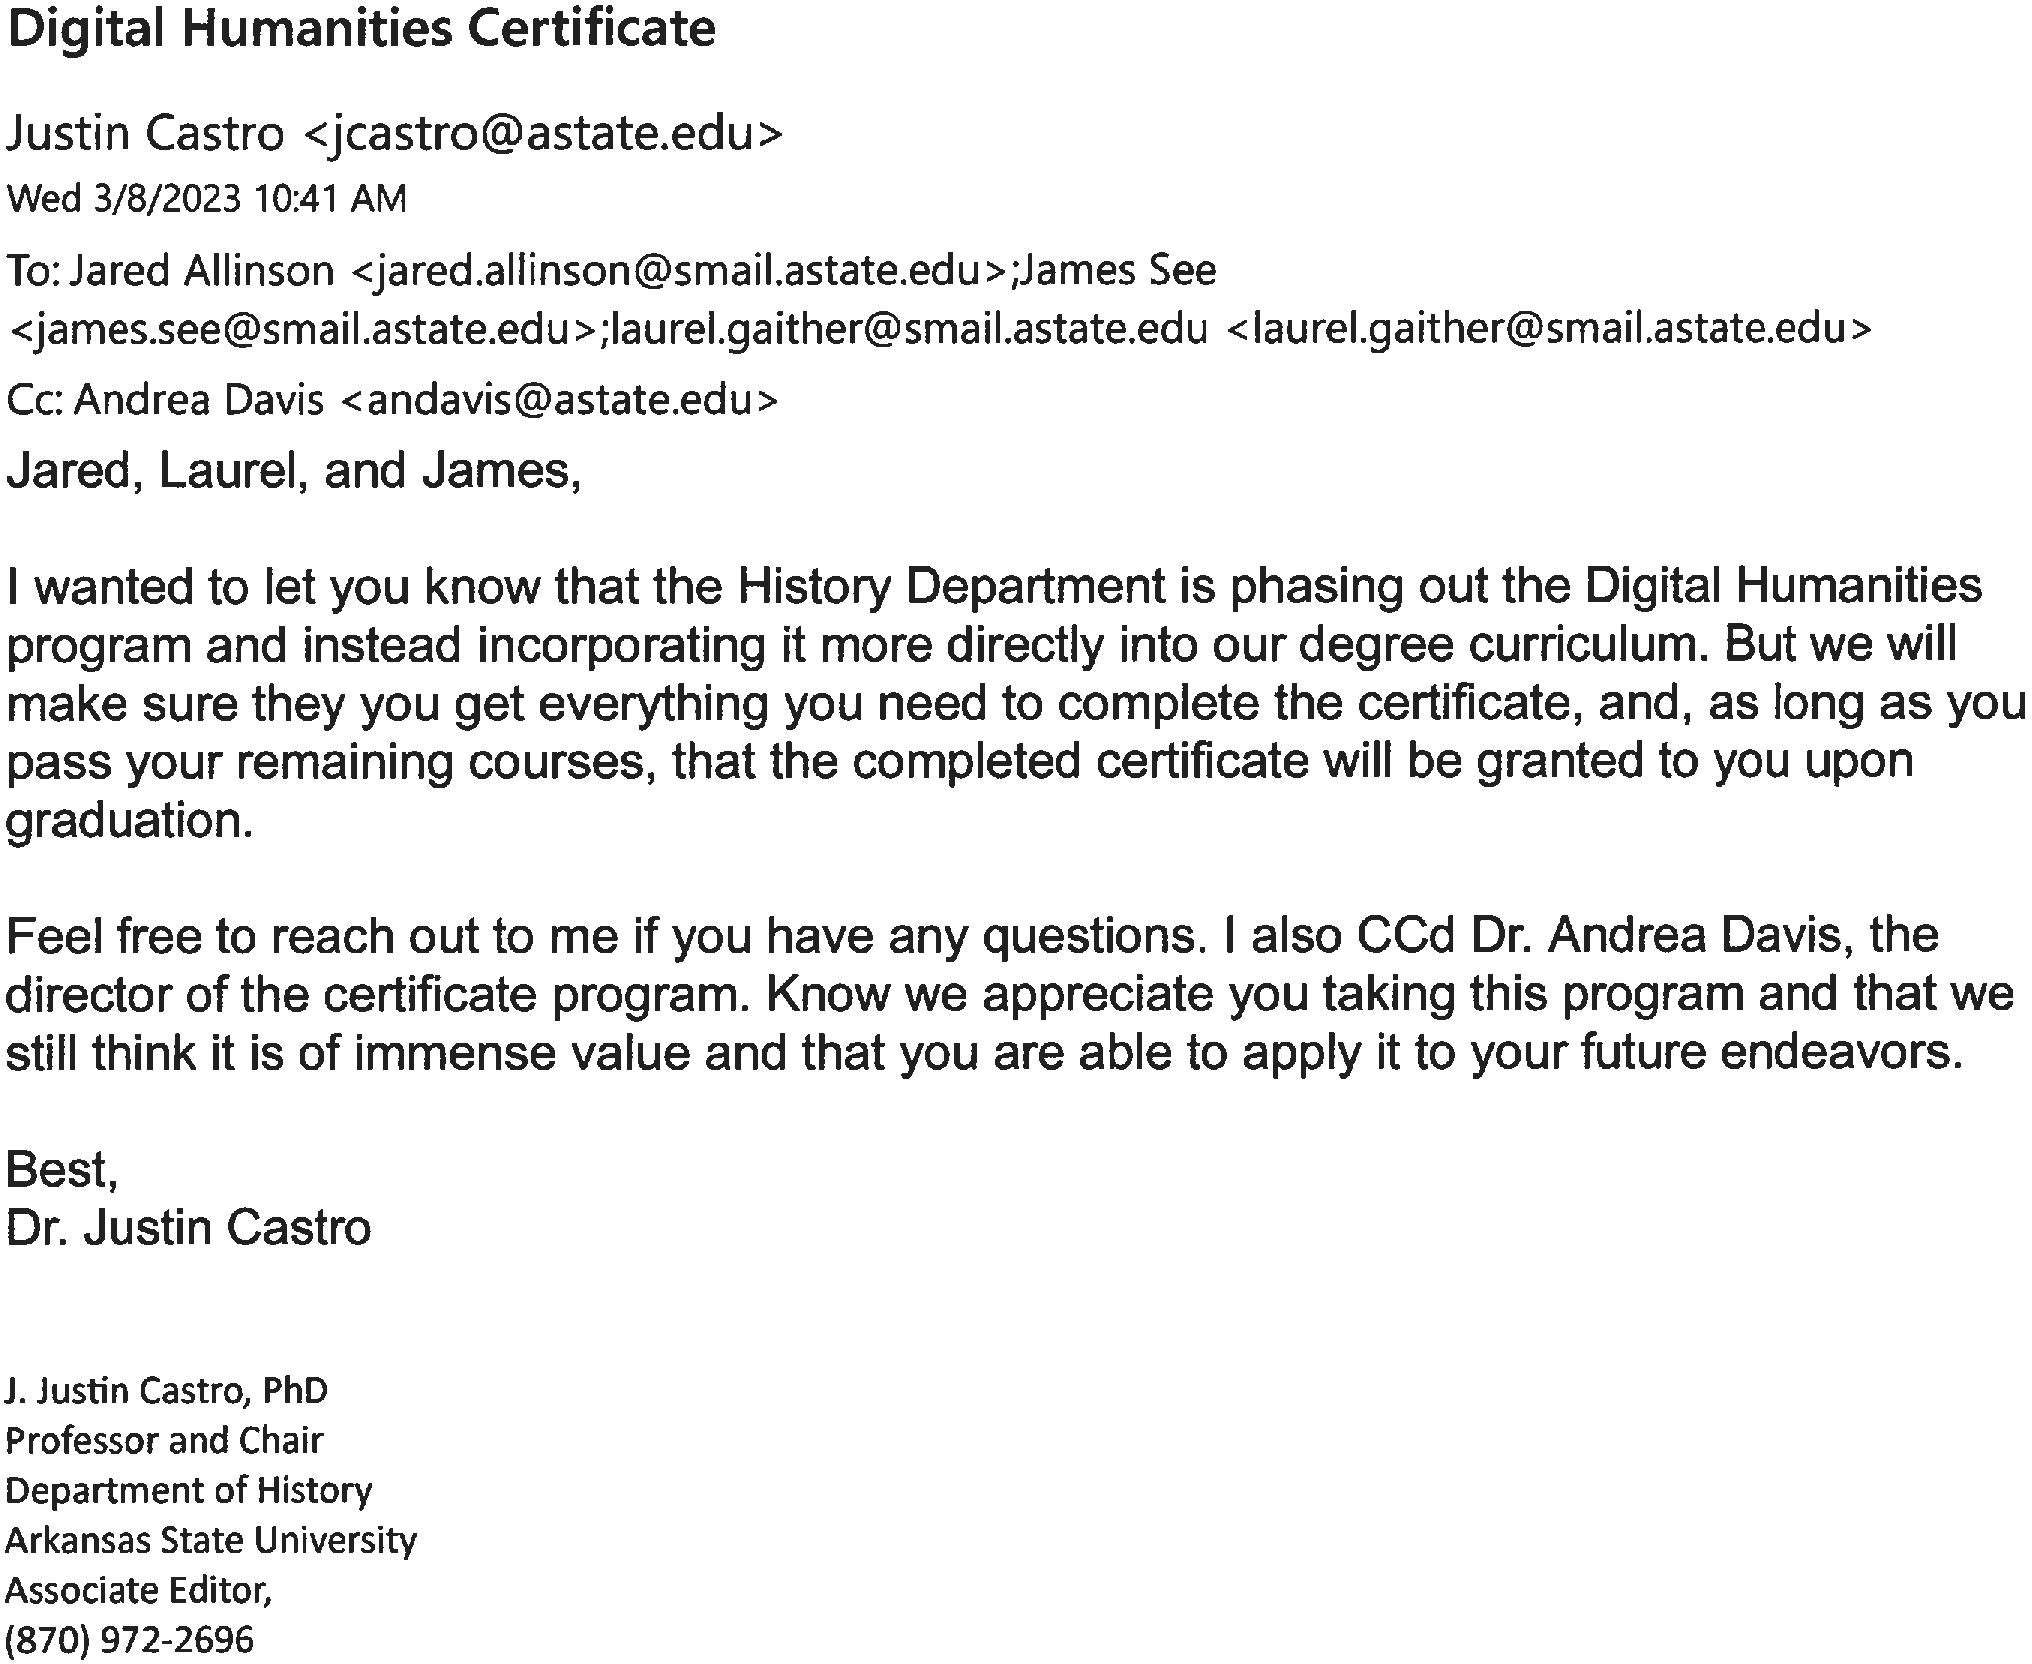 Digital Humanities Certificate
Justin Castro <jcastro@astate.edu>
Wed 3/8/2023 10:41 AM
To: Jared Allinson <jared.allinson@smail.astate.edu>;James See
<james.see@smail.astate.edu>;laurel.gaither@smail.astate.edu <laurel.gaither@smail.astate.edu>
Cc: Andrea Davis <andavis@astate.edu>
Jared, Laurel, and James,
I wanted to let you know that the History Department is phasing out the Digital Humanities
program and instead incorporating it more directly into our degree curriculum. But we will
make sure they you get everything you need to complete the certificate, and, as long as you
pass your remaining courses, that the completed certificate will be granted to you upon
graduation.
Feel free to reach out to me if you have any questions. I also CCd Dr. Andrea Davis, the
director of the certificate program. Know we appreciate you taking this program and that we
still think it is of immense value and that you are able to apply it to your future endeavors.
Best,
Dr. Justin Castro
J. Justin Castro, PhD
Professor and Chair
Department of History
Arkansas State University
Associate Editor,
(870) 972-2696